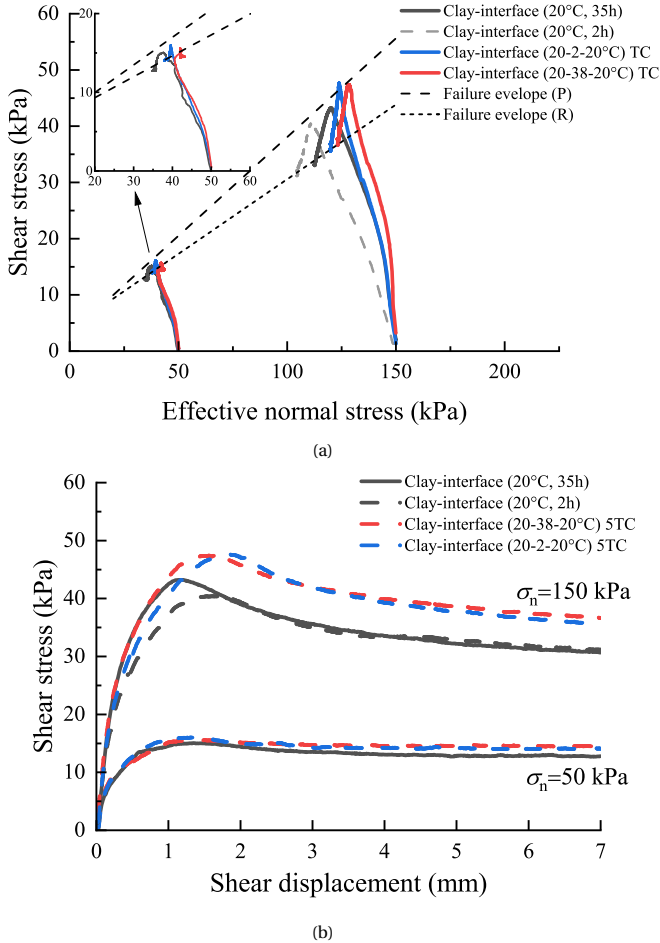 60
50
40
30
20
10
0
Shear stress (kPa)
20
10
0
20 30 40 50 60
Clay-interface (20°C, 35h)
Clay-interface (20°C, 2h)
Clay-interface (20-2-20°C) TC
Clay-interface (20-38-20°C) TC
Failure evelope (P)
Failure evelope (R)
0 50 100 150 200
Effective normal stress (kPa)
(a)
60
50
40
30
20
10
0
Shear stress (kPa)
Clay-interface (20°C, 35h)
Clay-interface (20°C, 2h)
Clay-interface (20-38-20°C) 5TC
Clay-interface (20-2-20°C) 5TC
σn=150 kPa
σn=50 kPa
0 1 2 3 4 5 6 7
Shear displacement (mm)
(b)